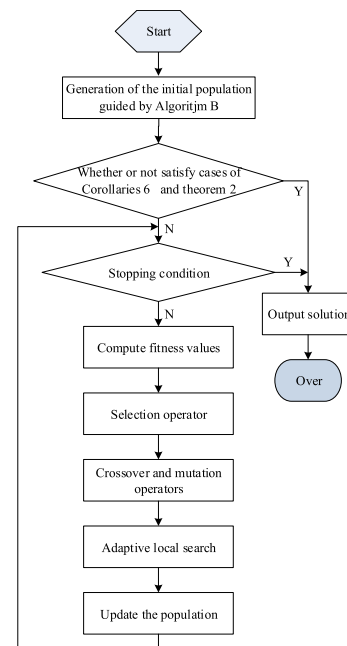 Start
Generation of the initial population
guided by Algoritjm B
Whether or not satisfy cases of
Corollaries 6 and theorem 2
Y
N
Stopping condition
Y
N
Output solution
Compute fitness values
Over
Selection operator
Crossover and mutation
operators
Adaptive local search
Update the population